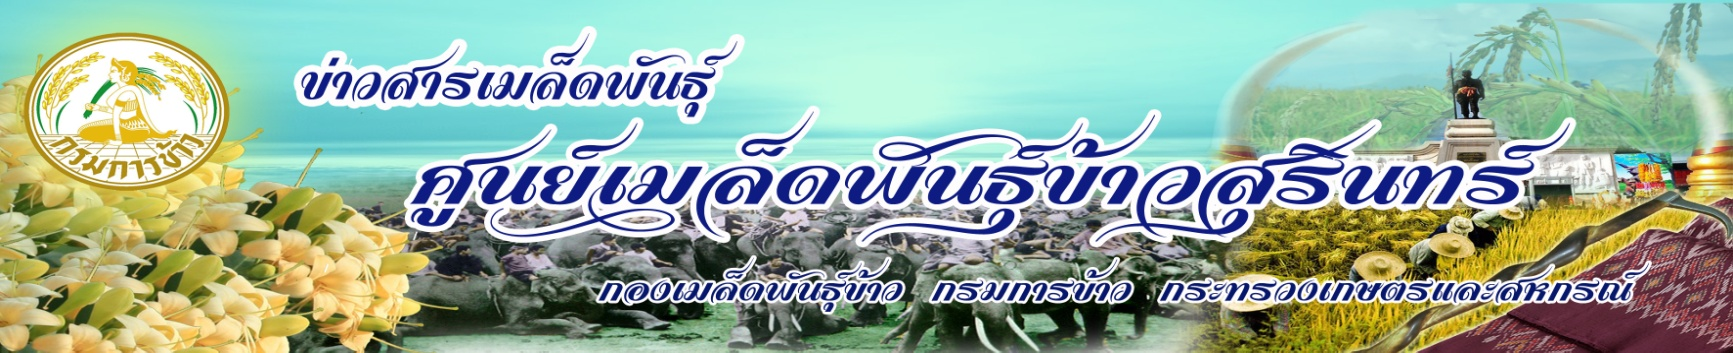 กรมการข้าว
ข่าวสารเมล็ดพันธุ์
ศูนย์เมล็ดพันธุ์ข้าวสุรินทร์
กองเมล็ดพันธุ์ข้าว กรมการข้าว กระทรวงเกษตรและสหกรณ์